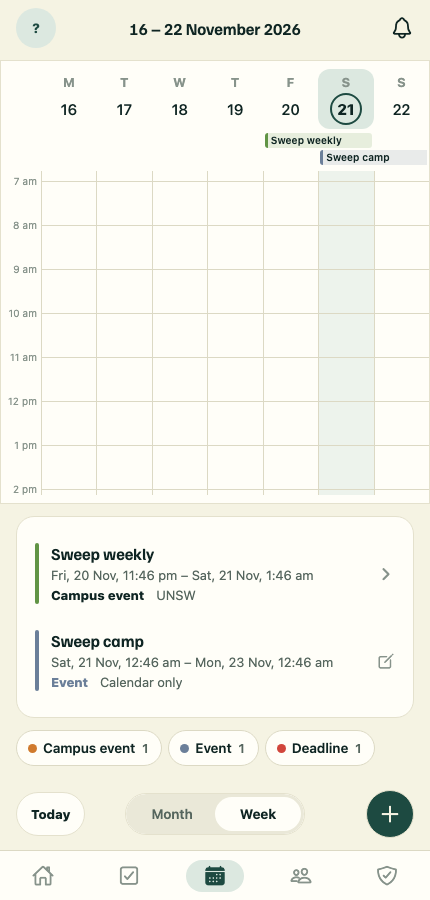 ?
16 – 22 November 2026
M T W T F S S
16 17 18 19 20 21 22
Sweep weekly
Sweep camp
7 am
8 am
9 am
10 am
11 am
12 pm
1 pm
2 pm
Sweep weekly
Fri, 20 Nov, 11:46 pm – Sat, 21 Nov, 1:46 am
Campus event UNSW
Sweep camp
Sat, 21 Nov, 12:46 am – Mon, 23 Nov, 12:46 am
Event Calendar only
Campus event 1 Event 1 Deadline 1
Today Month Week